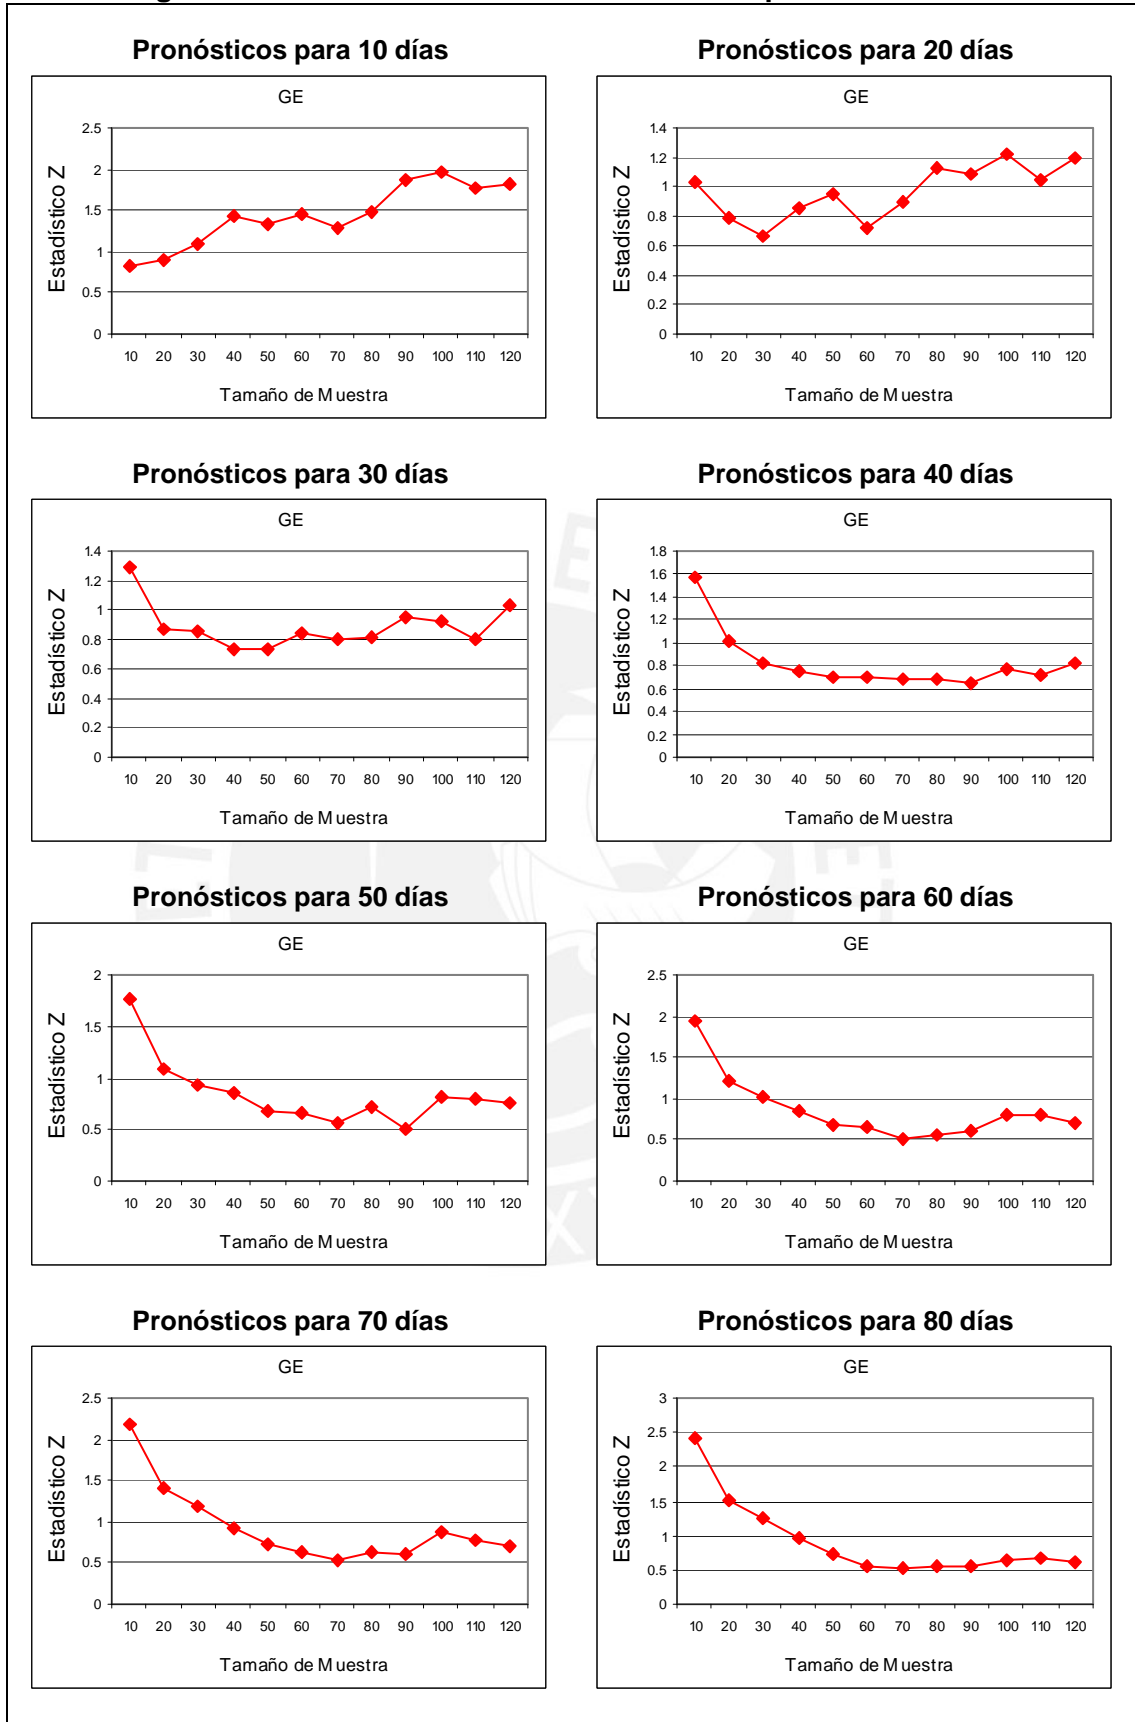 Pronósticos para 10 días
GE
Estadístico Z
2.5
2
1.5
1
0.5
0
10 20 30 40 50 60 70 80 90 100 110 120
Tamaño de Muestra
Pronósticos para 20 días
GE
Estadístico Z
1.4
1.2
1
0.8
0.6
0.4
0.2
0
10 20 30 40 50 60 70 80 90 100 110 120
Tamaño de Muestra
Pronósticos para 30 días
GE
Estadístico Z
1.4
1.2
1
0.8
0.6
0.4
0.2
0
10 20 30 40 50 60 70 80 90 100 110 120
Tamaño de Muestra
Pronósticos para 40 días
GE
Estadístico Z
1.8
1.6
1.4
1.2
1
0.8
0.6
0.4
0.2
0
10 20 30 40 50 60 70 80 90 100 110 120
Tamaño de Muestra
Pronósticos para 50 días
GE
Estadístico Z
2
1.5
1
0.5
0
10 20 30 40 50 60 70 80 90 100 110 120
Tamaño de Muestra
Pronósticos para 60 días
GE
Estadístico Z
2.5
2
1.5
1
0.5
0
10 20 30 40 50 60 70 80 90 100 110 120
Tamaño de Muestra
Pronósticos para 70 días
GE
Estadístico Z
2.5
2
1.5
1
0.5
0
10 20 30 40 50 60 70 80 90 100 110 120
Tamaño de Muestra
Pronósticos para 80 días
GE
Estadístico Z
3
2.5
2
1.5
1
0.5
0
10 20 30 40 50 60 70 80 90 100 110 120
Tamaño de Muestra